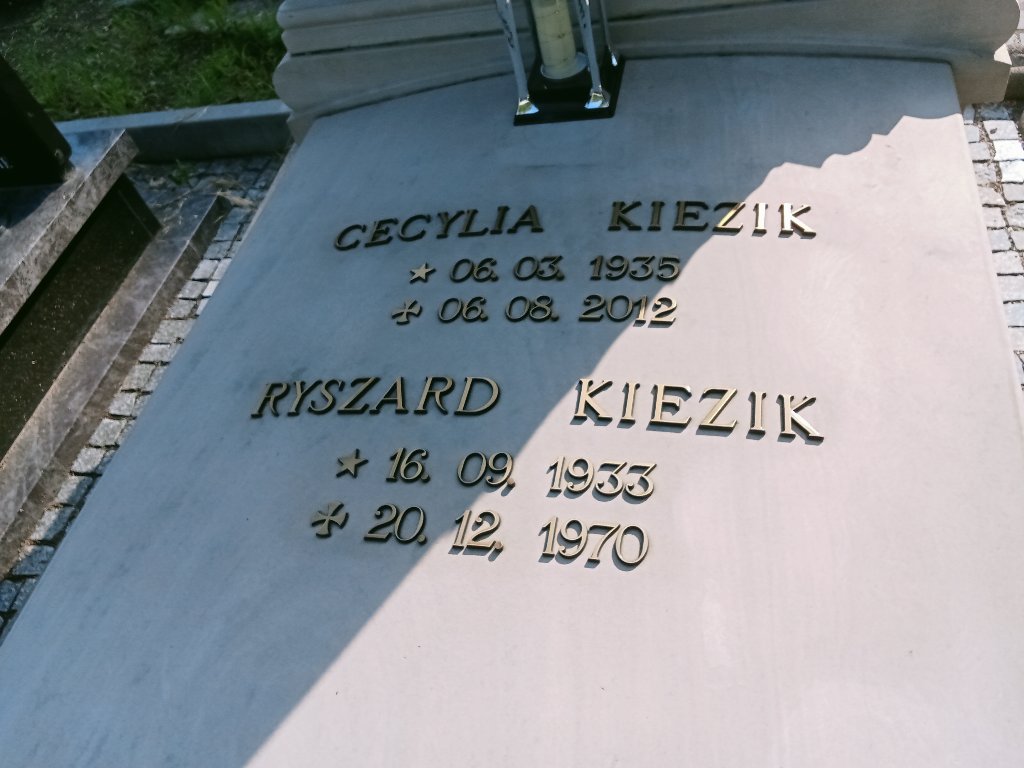 CECYLIA KIEZIK
★ 06. 03. 1935
✠ 06. 08. 2012
RYSZARD KIEZIK
★ 16. 09. 1933
✠ 20. 12. 1970